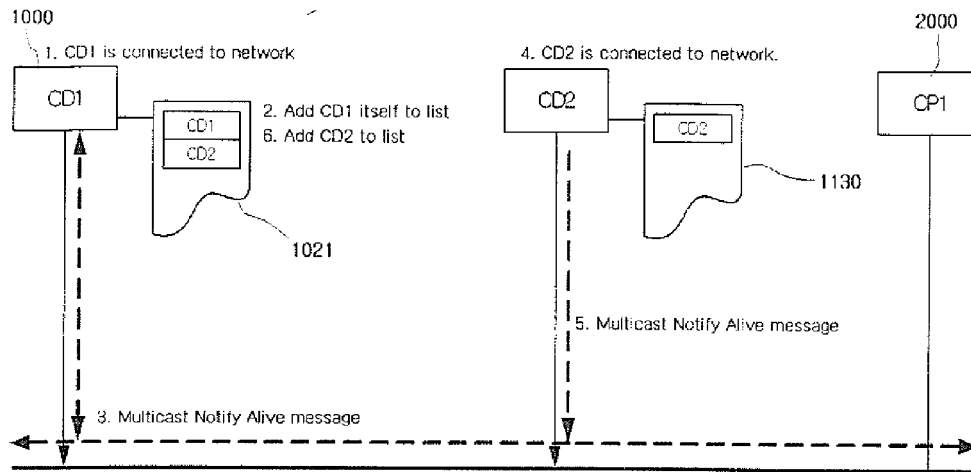 1000
1. CD1 is connected to network
4. CD2 is connected to network.
2000
CD1
2. Add CD1 itself to list
6. Add CD2 to list
CD1
CD2
CD2
CD2
CP1
1130
1021
5. Multicast Notify Alive message
3. Multicast Notify Alive message